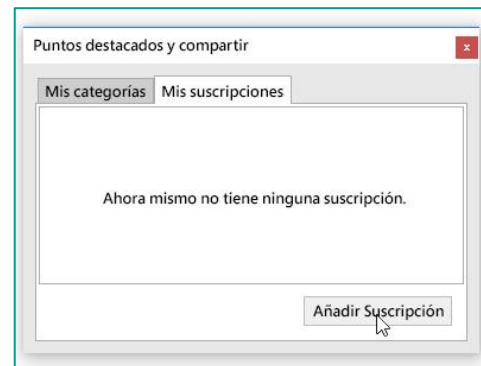 Puntos destacados y compartir
x
Mis categorías Mis suscripciones
Ahora mismo no tiene ninguna suscripción.
Añadir Suscripción